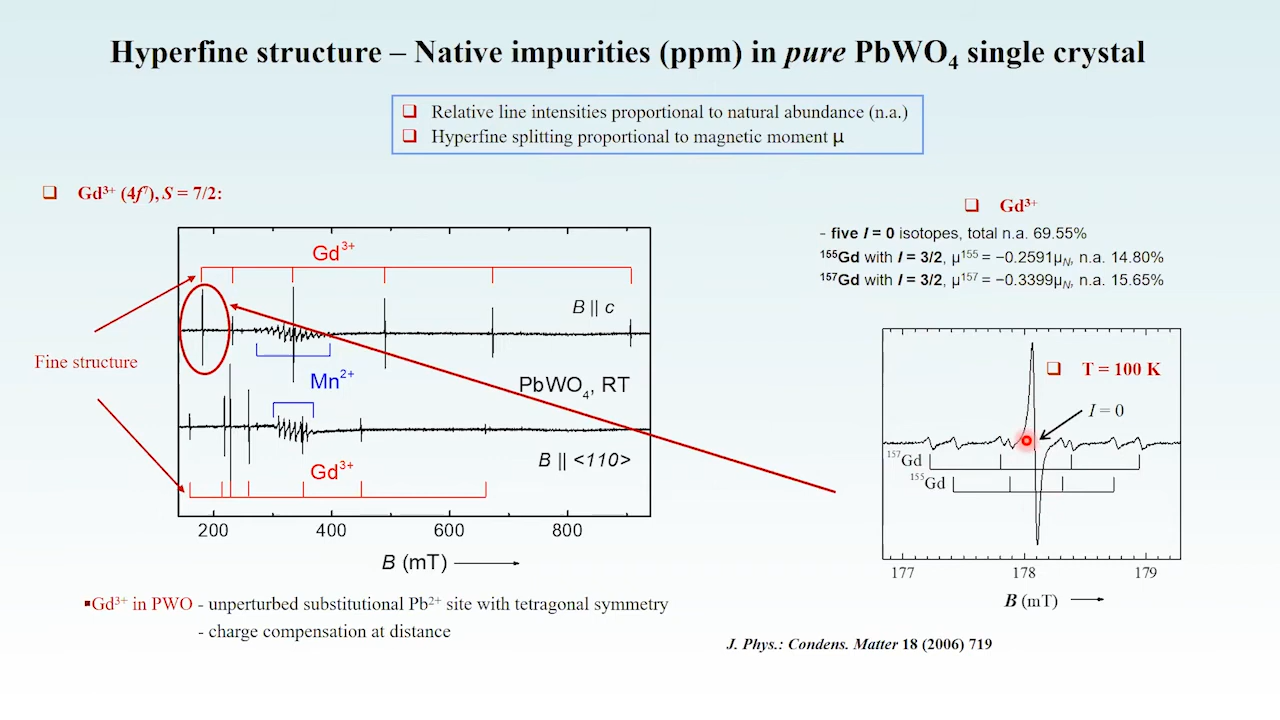 Hyperfine structure – Native impurities (ppm) in pure PbWO4 single crystal
❑ Relative line intensities proportional to natural abundance (n.a.)
❑ Hyperfine splitting proportional to magnetic moment μ
❑ Gd³⁺ (4f⁷), S = 7/2:
Gd³⁺
B || c
Fine structure
Mn²⁺
PbWO₄, RT
Gd³⁺
B || <110>
200 400 600 800
B (mT)
❑ Gd³⁺
- five I = 0 isotopes, total n.a. 69.55%
¹⁵⁵Gd with I = 3/2, μ¹⁵⁵ = −0.2591μN, n.a. 14.80%
¹⁵⁷Gd with I = 3/2, μ¹⁵⁷ = −0.3399μN, n.a. 15.65%
❑ T = 100 K
I = 0
¹⁵⁷Gd
¹⁵⁵Gd
177 178 179
B (mT)
▪Gd³⁺ in PWO - unperturbed substitutional Pb²⁺ site with tetragonal symmetry
- charge compensation at distance
J. Phys.: Condens. Matter 18 (2006) 719